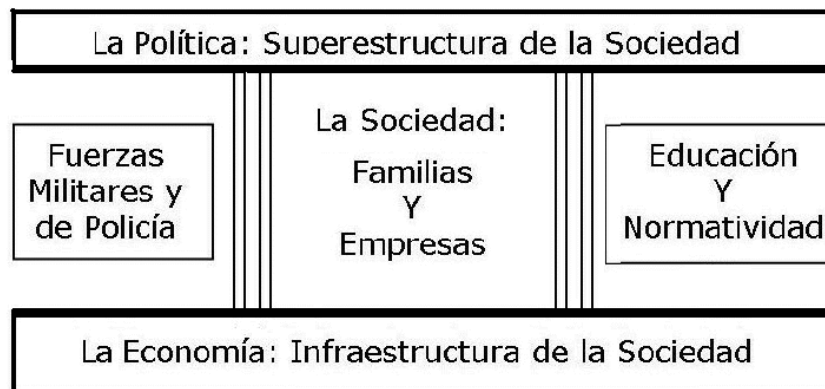 La Política: Superestructura de la Sociedad
Fuerzas
Militares y
de Policía
La Sociedad:
Familias
Y
Empresas
Educación
Y
Normatividad
La Economía: Infraestructura de la Sociedad